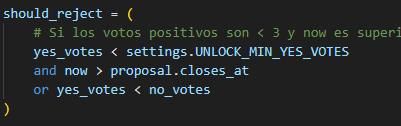 should_reject = (
# Si los votos positivos son < 3 y now es superi
yes_votes < settings.UNLOCK_MIN_YES_VOTES
and now > proposal.closes_at
or yes_votes < no_votes
)